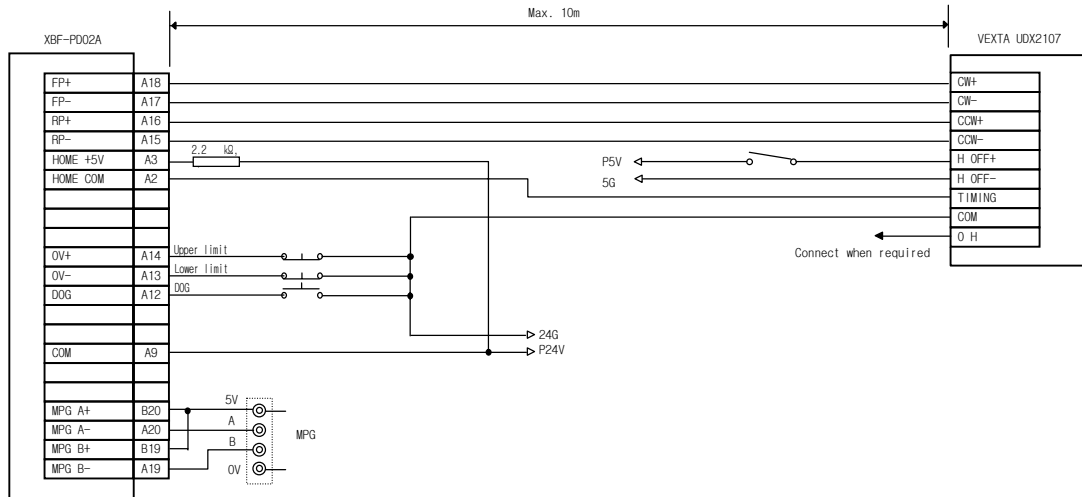 Max. 10m
XBF-PD02A
VEXTA UDX2107
FP+ A18 CW+
FP- A17 CW-
RP+ A16 CCW+
RP- A15 CCW-
2.2 kΩ,
HOME +5V A3 P5V H OFF+
HOME COM A2 5G H OFF-
TIMING
COM
O H
Connect when required
OV+ A14 Upper limit
OV- A13 Lower limit
DOG A12 DOG
24G
COM A9 P24V
MPG A+ B20 5V
MPG A- A20 A
MPG
MPG B+ B19 B
MPG B- A19 0V